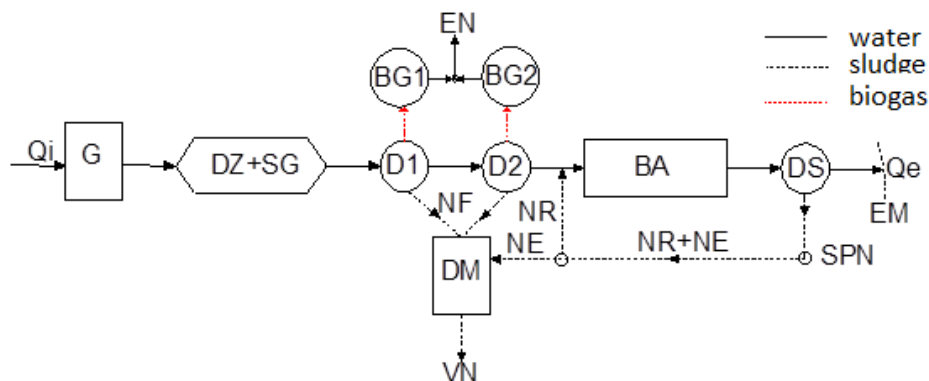 EN
water
sludge
biogas
BG1
BG2
Qi
G
DZ+SG
D1
D2
BA
DS
Qe
EM
NF
NR
NE
NR+NE
SPN
DM
VN